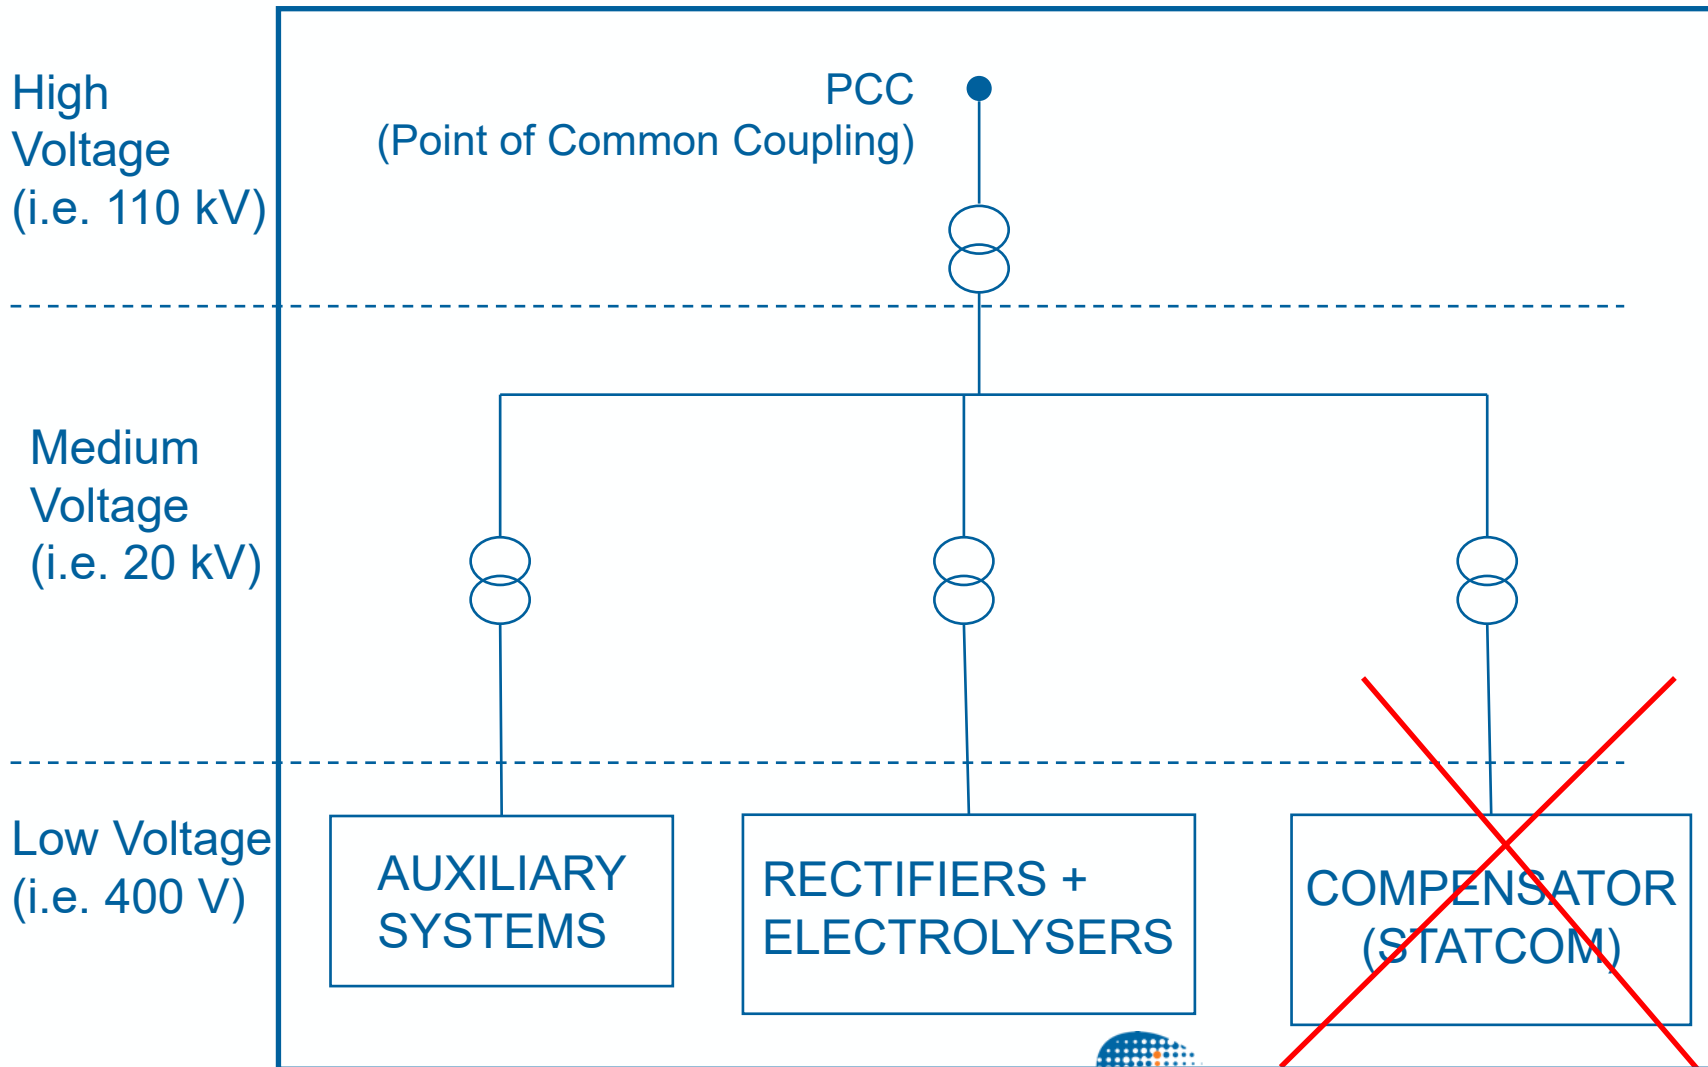 High
Voltage
(i.e. 110 kV)
PCC
(Point of Common Coupling)
Medium
Voltage
(i.e. 20 kV)
Low Voltage
(i.e. 400 V)
AUXILIARY
SYSTEMS
RECTIFIERS +
ELECTROLYSERS
COMPENSATOR
(STATCOM)